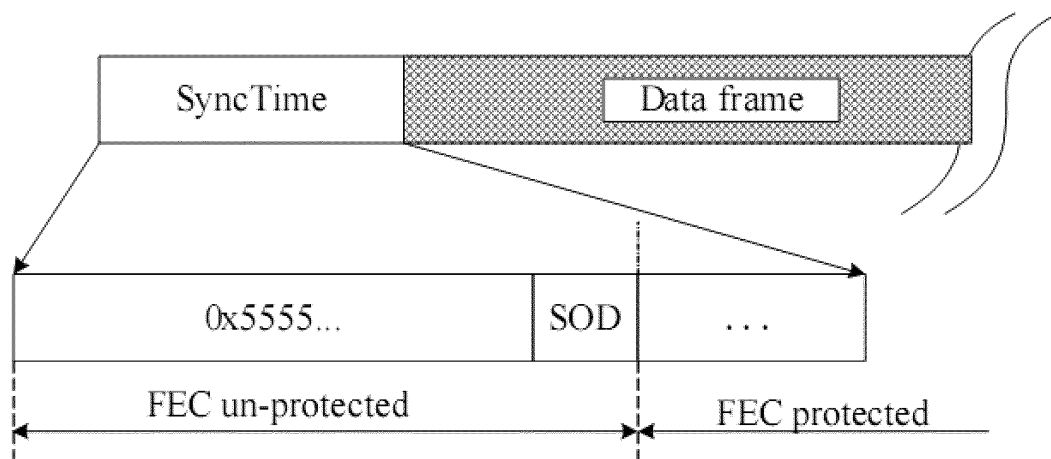 SyncTime
Data frame
0x5555...
SOD
...
FEC un-protected
FEC protected